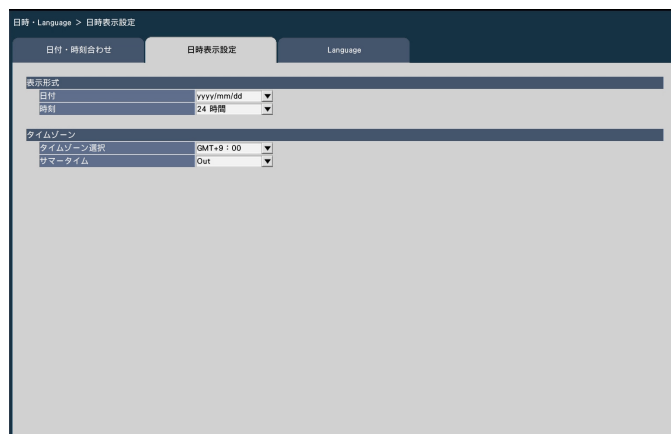 日時・Language > 日時表示設定
日付・時刻合わせ 日時表示設定 Language
表示形式
日付 yyyy/mm/dd
時刻 24 時間
タイムゾーン
タイムゾーン選択 GMT+9：00
サマータイム Out